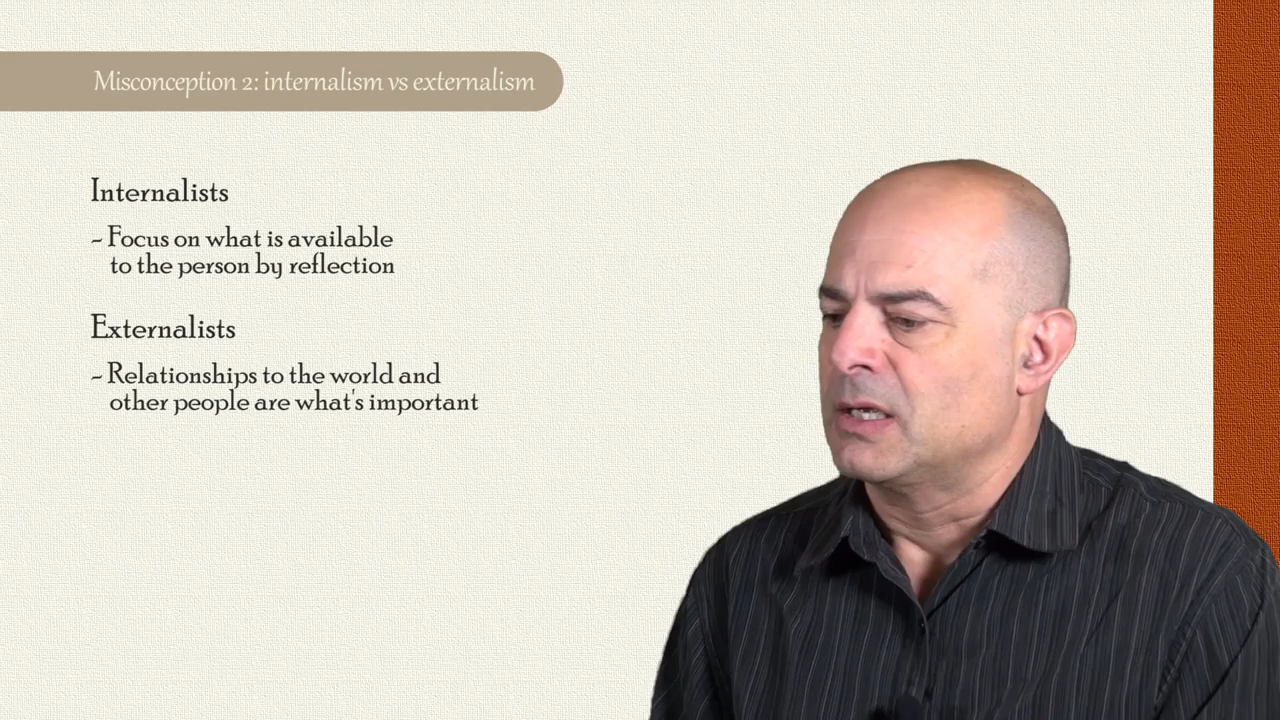 Misconception 2: internalism vs externalism
Internalists
- Focus on what is available
to the person by reflection
Externalists
- Relationships to the world and
other people are what's important